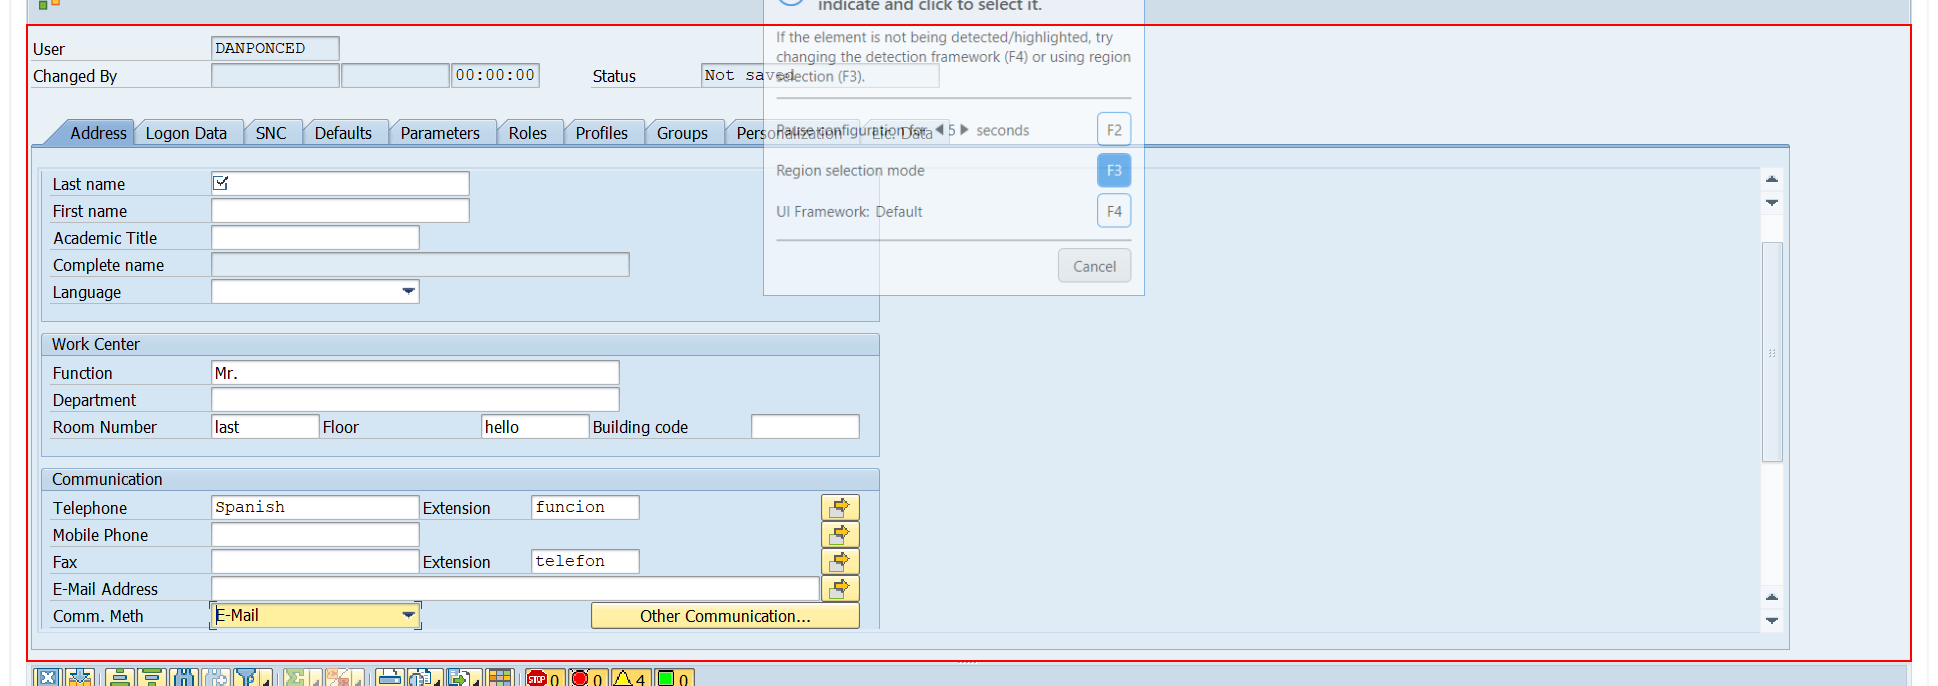 indicate and click to select it.
If the element is not being detected/highlighted, try
changing the detection framework (F4) or using region
selection (F3).
User DANPONCED
Changed By 00:00:00 Status Not saved
Address Logon Data SNC Defaults Parameters Roles Profiles Groups Personalization Lic. Data
Pause configuration for 5 seconds F2
Region selection mode F3
UI Framework: Default F4
Cancel
Last name
First name
Academic Title
Complete name
Language
Work Center
Function Mr.
Department
Room Number last Floor hello Building code
Communication
Telephone Spanish Extension funcion
Mobile Phone
Fax Extension telefon
E-Mail Address
Comm. Meth E-Mail Other Communication...
STOP 0 0 4 0